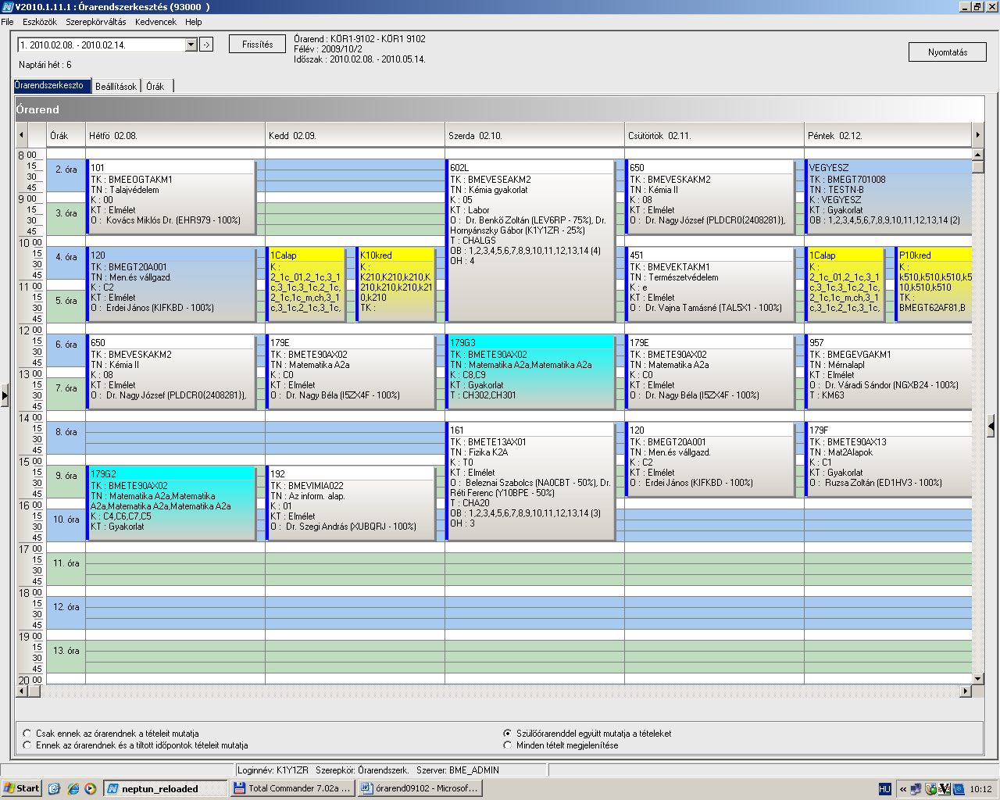 V2010.1.11.1 : Órarendszerkesztés (93000  )
File Eszközök Szerepkörváltás Kedvencek Help
1. 2010.02.08. - 2010.02.14.
->
Frissítés
Órarend : KÖR1-9102 - KÖR1 9102
Félév : 2009/10/2
Időszak : 2010.02.08. - 2010.05.14.
Nyomtatás
Naptári hét : 6
Órarendszerkeszto Beállítások Órák
Órarend
Órák Hétfő 02.08. Kedd 02.09. Szerda 02.10. Csütörtök 02.11. Péntek 02.12.
8 00
15
30
45
9 00
15
30
45
10 00
15
30
45
11 00
15
30
45
12 00
15
30
45
13 00
15
30
45
14 00
15
30
45
15 00
15
30
45
16 00
15
30
45
17 00
15
30
45
18 00
15
30
45
19 00
15
30
45
20 00
2. óra
3. óra
4. óra
5. óra
6. óra
7. óra
8. óra
9. óra
10. óra
11. óra
12. óra
13. óra
101
TK : BMEEOGTAKM1
TN : Talajvédelem
K : 00
KT : Elmélet
O : Kovács Miklós Dr. (EHR979 - 100%)
120
TK : BMEGT20A001
TN : Men.és vállgazd.
K : C2
KT : Elmélet
O : Erdei János (KIFKBD - 100%)
650
TK : BMEVESKAKM2
TN : Kémia II
K : 08
KT : Elmélet
O : Dr. Nagy József (PLDCR0{2408281}),
179G2
TK : BMETE90AX02
TN : Matematika A2a,Matematika
A2a,Matematika A2a,Matematika A2a
K : C4,C6,C7,C5
KT : Gyakorlat
1Calap
K :
2_1c_01,2_1c,3_1
c,3_1c,3_1c,2_1c,
2_1c,1c_m,ch,3_1
c,3_1c,2_1c,3_1c,
K10kred
K :
K210,K210,k210,K
210,k210,k210,k21
0,k210
TK :
179E
TK : BMETE90AX02
TN : Matematika A2a
K : C0
KT : Elmélet
O : Dr. Nagy Béla (I5ZX4F - 100%)
192
TK : BMEVIMIA022
TN : Az inform. alap.
K : 01
KT : Elmélet
O : Dr. Szegi András (XUBQRJ - 100%)
602L
TK : BMEVESEAKM2
TN : Kémia gyakorlat
K : 05
KT : Labor
O : Dr. Benkő Zoltán (LEV6RP - 75%), Dr.
Hornyánszky Gábor (K1Y1ZR - 25%)
T : CHALGS
OB : 1,2,3,4,5,6,7,8,9,10,11,12,13,14 (4)
OH : 4
179G3
TK : BMETE90AX02
TN : Matematika A2a,Matematika A2a
K : C8,C9
KT : Gyakorlat
T : CH302,CH301
161
TK : BMETE13AX01
TN : Fizika K2A
K : T0
KT : Elmélet
O : Beleznai Szabolcs (NA0CBT - 50%), Dr.
Réti Ferenc (Y10BPE - 50%)
T : CHA20
OB : 1,2,3,4,5,6,7,8,9,10,11,12,13,14 (3)
OH : 3
650
TK : BMEVESKAKM2
TN : Kémia II
K : 08
KT : Elmélet
O : Dr. Nagy József (PLDCR0{2408281}),
451
TK : BMEVEKTAKM1
TN : Természetvédelem
K : e
KT : Elmélet
O : Dr. Vajna Tamásné (TAL5X1 - 100%)
179E
TK : BMETE90AX02
TN : Matematika A2a
K : C0
KT : Elmélet
O : Dr. Nagy Béla (I5ZX4F - 100%)
120
TK : BMEGT20A001
TN : Men.és vállgazd.
K : C2
KT : Elmélet
O : Erdei János (KIFKBD - 100%)
VEGYESZ
TK : BMEGT701008
TN : TESTN-B
K : VEGYESZ
KT : Gyakorlat
OB : 1,2,3,4,5,6,7,8,9,10,11,12,13,14 (2)
1Calap
K :
2_1c_01,2_1c,3_1
c,3_1c,3_1c,2_1c,
2_1c,1c_m,ch,3_1
c,3_1c,2_1c,3_1c,
P10kred
K :
k510,k510,k510,k5
10,k510,k510
TK :
BMEGT62AF81,B
957
TK : BMEGEVGAKM1
TN : Mérnalapl
K :
KT : Elmélet
O : Dr. Váradi Sándor (NGXB24 - 100%)
T : KM63
179F
TK : BMETE90AX13
TN : Mat2Alapok
K : C1
KT : Gyakorlat
O : Ruzsa Zoltán (ED1HV3 - 100%)
Csak ennek az órarendnek a tételeit mutatja
Ennek az órarendnek és a tiltott időpontok tételeit mutatja
Szülőórarenddel együtt mutatja a tételeket
Minden tételt megjelenítése
Loginnév: K1Y1ZR Szerepkör: Órarendszerk. Szerver: BME_ADMIN
Start neptun_reloaded Total Commander 7.02a ... órarend09102 - Microsof... HU « 10:12